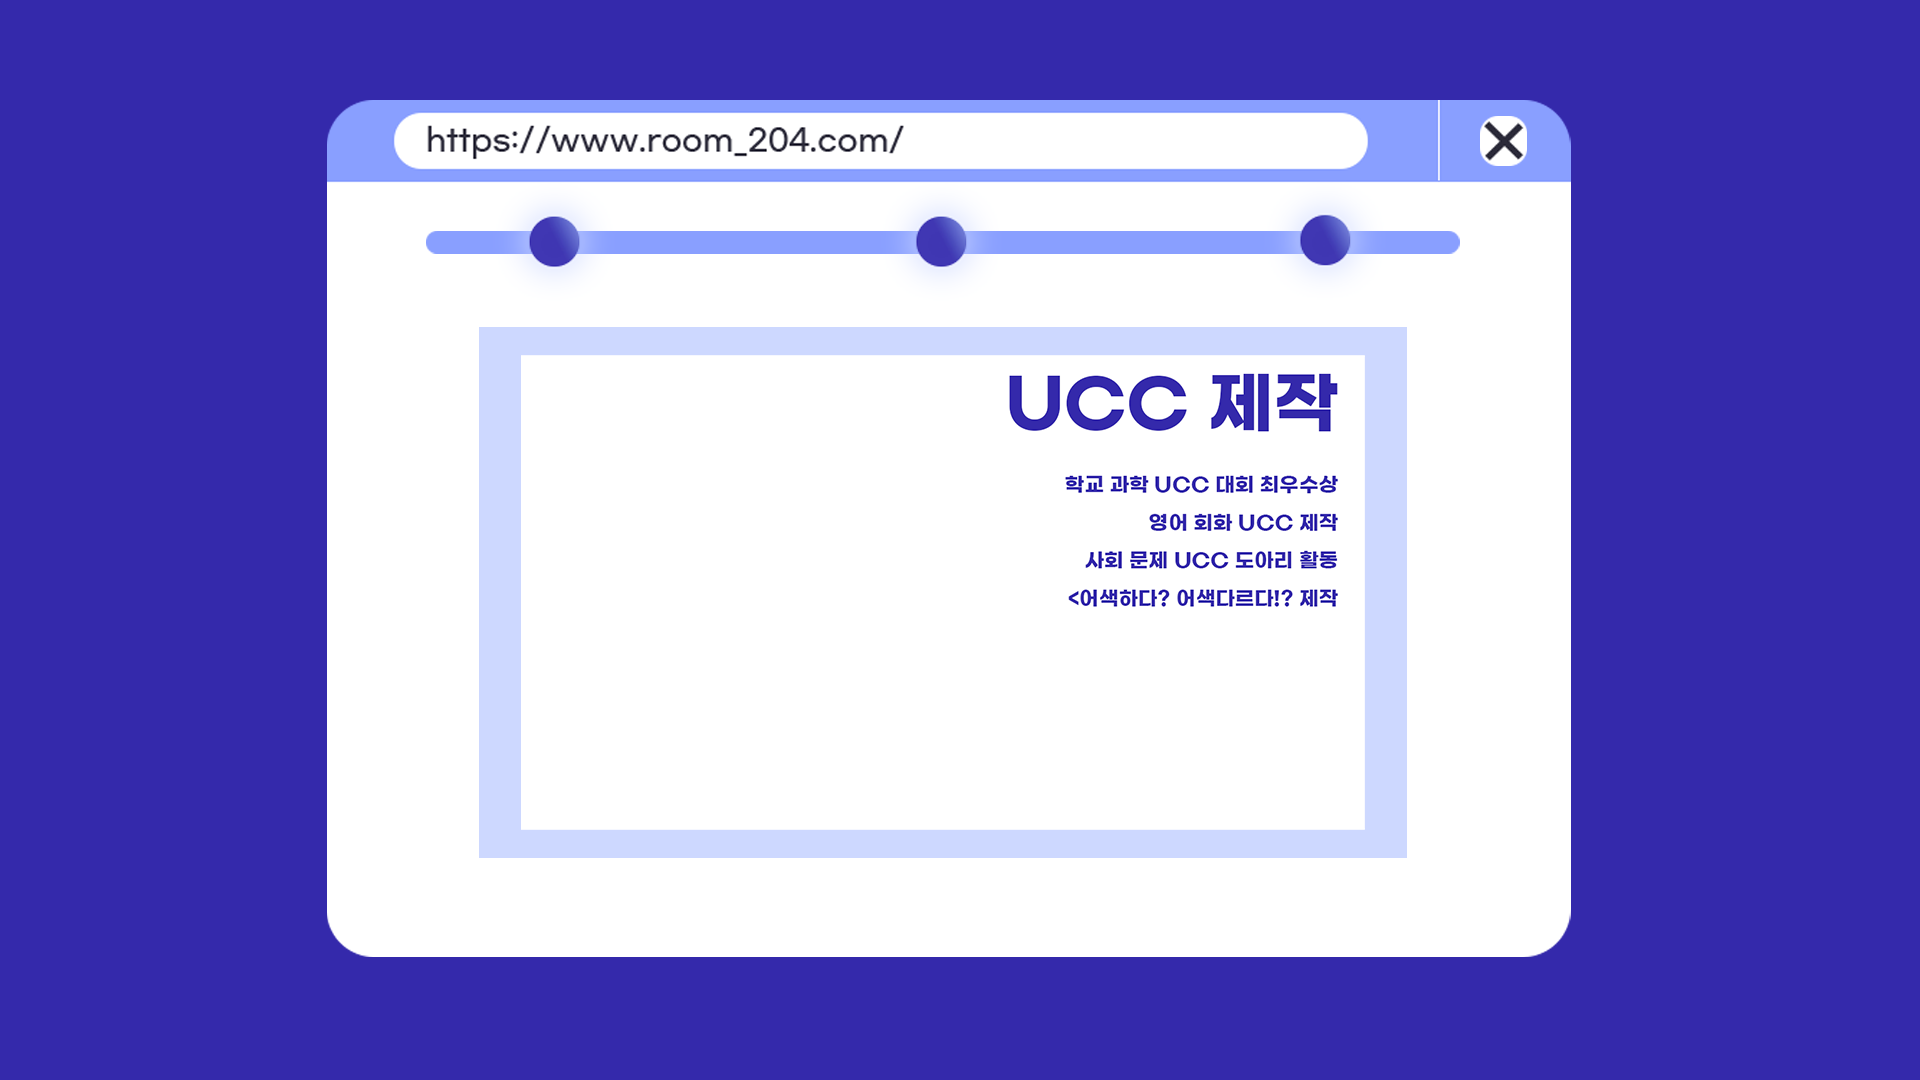 https://www.room_204.com/
UCC 제작
학교 과학 UCC 대회 최우수상
영어 회화 UCC 제작
사회 문제 UCC 도아리 활동
<어색하다? 어색다르다!? 제작